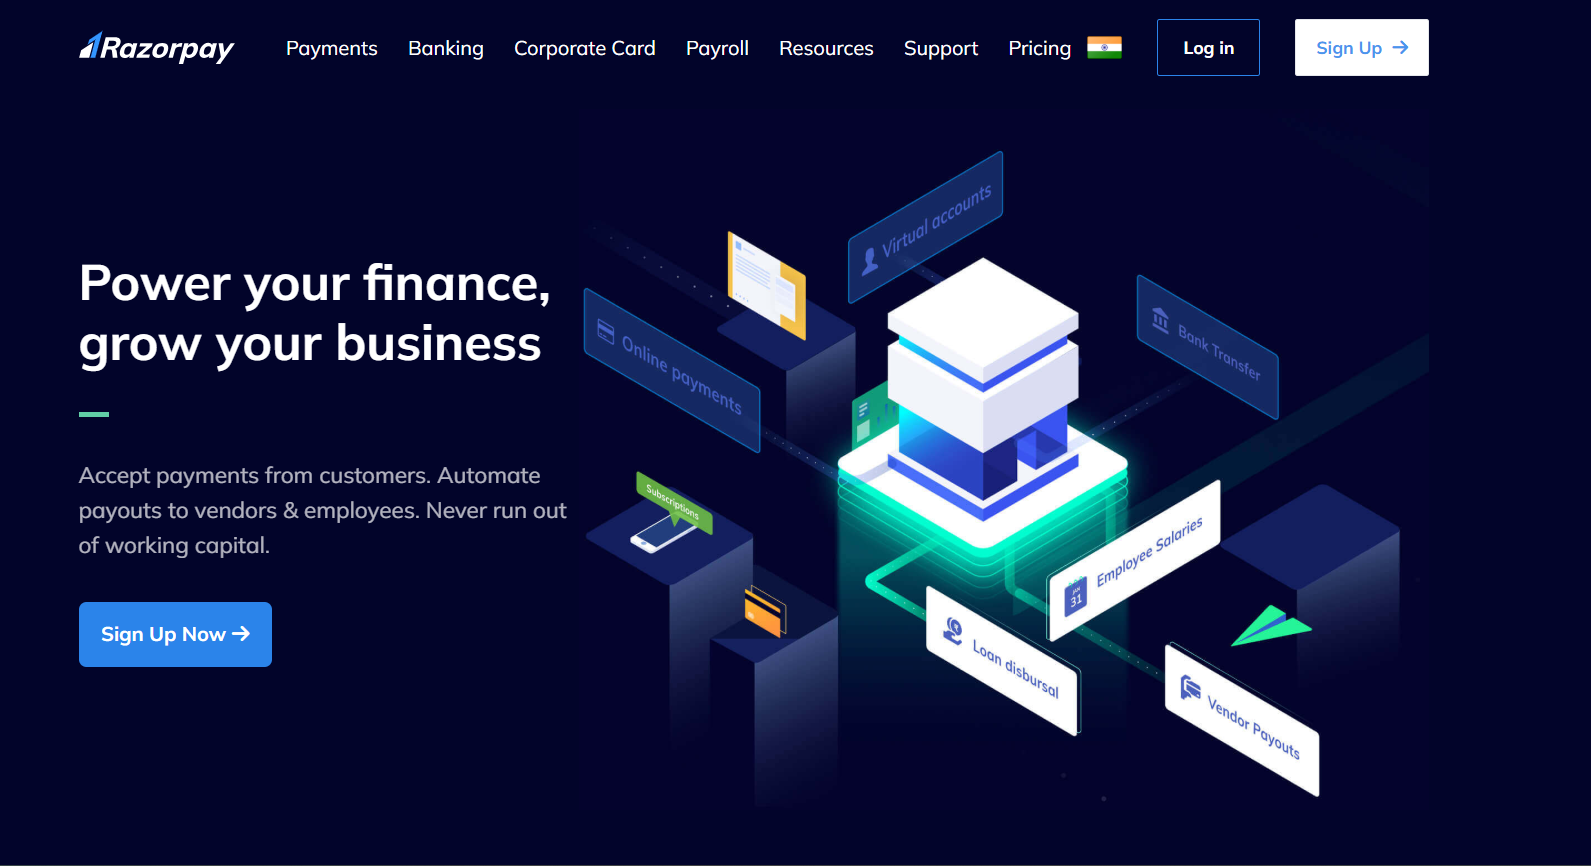 Razorpay
Payments
Banking
Corporate Card
Payroll
Resources
Support
Pricing
Log in
Sign Up →
Power your finance,
grow your business
Accept payments from customers. Automate
payouts to vendors & employees. Never run out
of working capital.
Sign Up Now →
Virtual accounts
Online payments
Bank Transfer
Subscriptions
Employee Salaries
JAN
31
Loan disbursal
Vendor Payouts